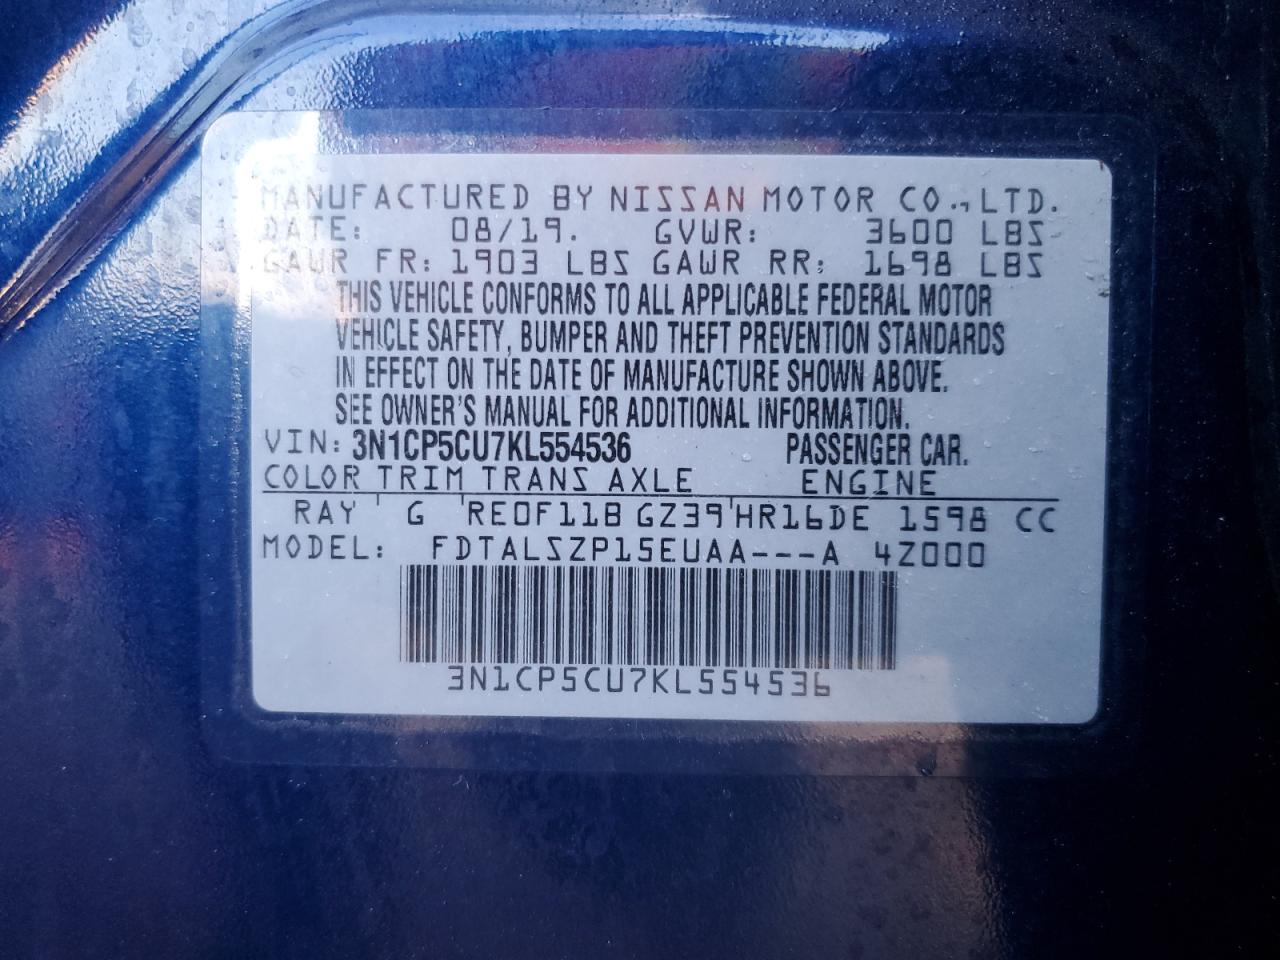 MANUFACTURED BY NISSAN MOTOR CO., LTD.
DATE: 08/19. GVWR: 3600 LBS
GAWR FR: 1903 LBS GAWR RR: 1698 LBS
THIS VEHICLE CONFORMS TO ALL APPLICABLE FEDERAL MOTOR
VEHICLE SAFETY, BUMPER AND THEFT PREVENTION STANDARDS
IN EFFECT ON THE DATE OF MANUFACTURE SHOWN ABOVE.
SEE OWNER'S MANUAL FOR ADDITIONAL INFORMATION.
VIN: 3N1CP5CU7KL554536 PASSENGER CAR.
COLOR TRIM TRANS AXLE ENGINE
RAY G RE0F11B GZ39 HR16DE 1598 CC
MODEL: FDTALSZP15EUAA---A 4Z000
3N1CP5CU7KL554536